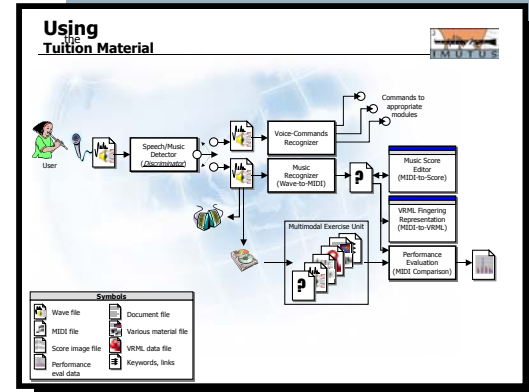 Using
the
Tuition Material
IMUTUS
Commands to
appropriate
modules
Voice-Commands
Recognizer
Speech/Music
Detector
(Discriminator)
User
Music
Recognizer
(Wave-to-MIDI)
?
Music Score
Editor
(MIDI-to-Score)
VRML Fingering
Representation
(MIDI-to-VRML)
Multimodal Exercise Unit
?
Performance
Evaluation
(MIDI Comparison)
Symbols
Wave file
Document file
MIDI file
Various material file
Score image file
VRML data file
Performance
eval data
Keywords, links